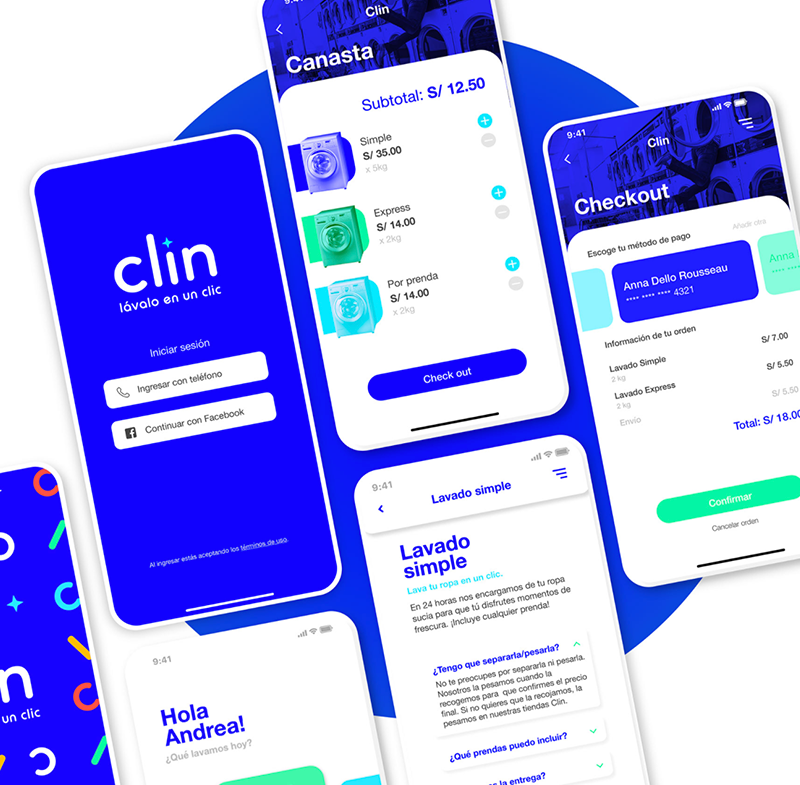 Clin
Canasta
Subtotal: S/ 12.50
Simple
S/ 35.00
x 5kg
Express
S/ 14.00
x 2kg
Por prenda
S/ 14.00
x 2kg
Check out
9:41
Clin
Checkout
Escoge tu método de pago
Añadir otra
Anna Dello Rousseau
•••• •••• •••• 4321
Anna
Información de tu orden
Lavado Simple
S/ 7.00
2 kg
Lavado Express
S/ 5.50
2 kg
Envio
S/ 5.50
Total: S/ 18.00
Confirmar
Cancelar orden
clin
lávalo en un clic
Iniciar sesión
Ingresar con teléfono
Continuar con Facebook
Al ingresar estás aceptando los términos de uso.
9:41
Lavado simple
Lavado
simple
Lava tu ropa en un clic.
En 24 horas nos encargamos de tu ropa
sucia para que tú disfrutes momentos de
frescura. ¡Incluye cualquier prenda!
¿Tengo que separarla/pesarla?
No te preocupes por separarla ni pesarla.
Nosotros la pesamos cuando la
recogemos para que confirmes el precio
final. Si no quieres que la recojamos, la
pesamos en nuestras tiendas Clin.
¿Qué prendas puedo incluir?
es la entrega?
in
un clic
9:41
Hola
Andrea!
¿Qué lavamos hoy?